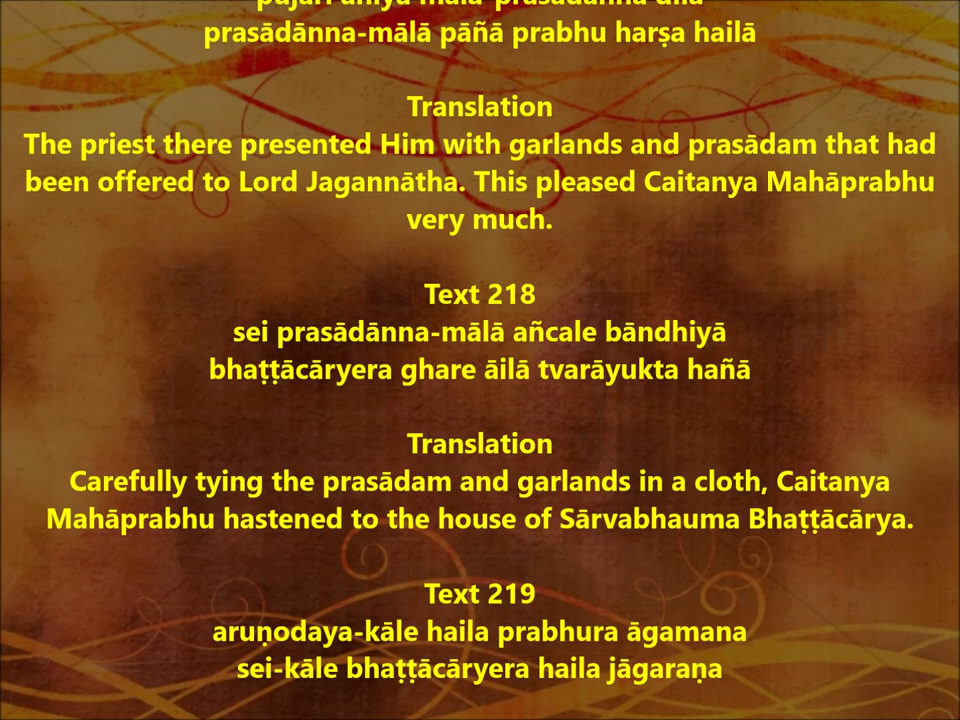 prasādānna-mālā pāñā prabhu harṣa hailā
Translation
The priest there presented Him with garlands and prasādam that had
been offered to Lord Jagannātha. This pleased Caitanya Mahāprabhu
very much.
Text 218
sei prasādānna-mālā añcale bāndhiyā
bhaṭṭācāryera ghare āilā tvarāyukta hañā
Translation
Carefully tying the prasādam and garlands in a cloth, Caitanya
Mahāprabhu hastened to the house of Sārvabhauma Bhaṭṭācārya.
Text 219
aruṇodaya-kāle haila prabhura āgamana
sei-kāle bhaṭṭācāryera haila jāgaraṇa